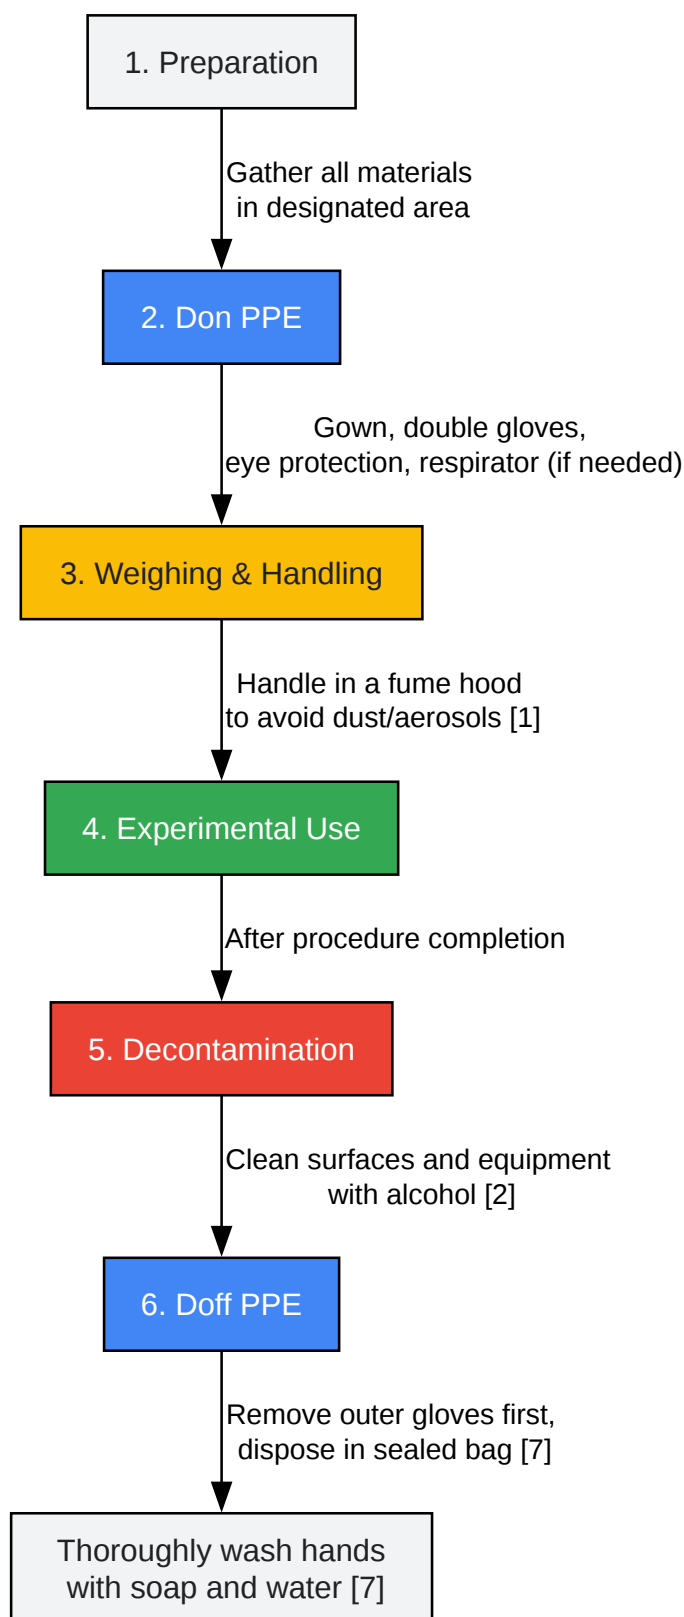 1. Preparation
Gather all materials
in designated area
2. Don PPE
Gown, double gloves,
eye protection, respirator (if needed)
3. Weighing & Handling
Handle in a fume hood
to avoid dust/aerosols [1]
4. Experimental Use
After procedure completion
5. Decontamination
Clean surfaces and equipment
with alcohol [2]
6. Doff PPE
Remove outer gloves first,
dispose in sealed bag [7]
Thoroughly wash hands
with soap and water [7]